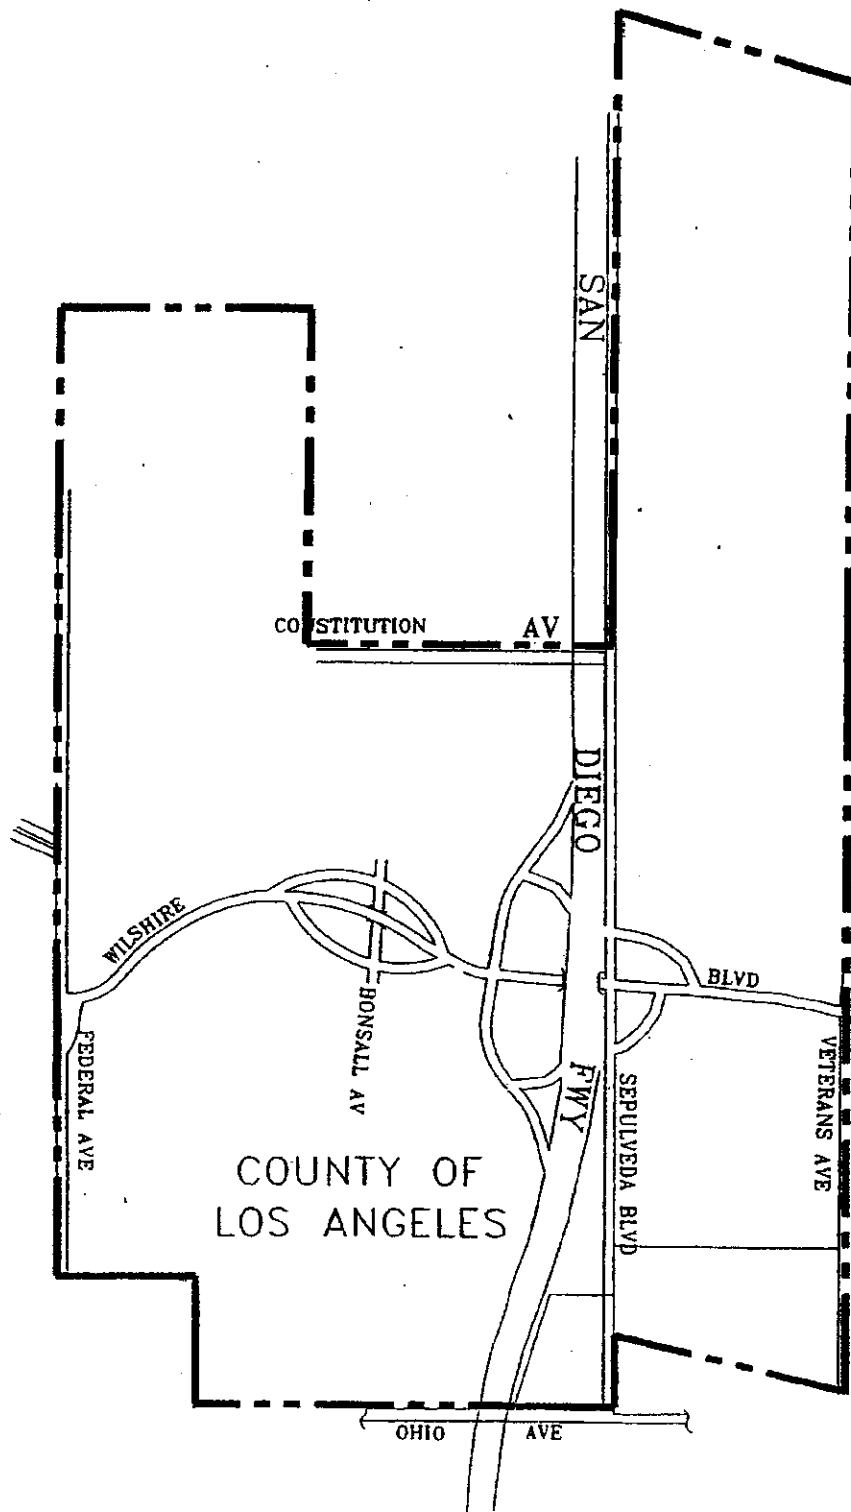 SAN
CONSTITUTION AV
DIEGO
WILSHIRE
BLVD
BONSALL AV
FEDERAL AVE
FWY
SEPULVEDA BLVD
VETERANS AVE
COUNTY OF
LOS ANGELES
OHIO AVE